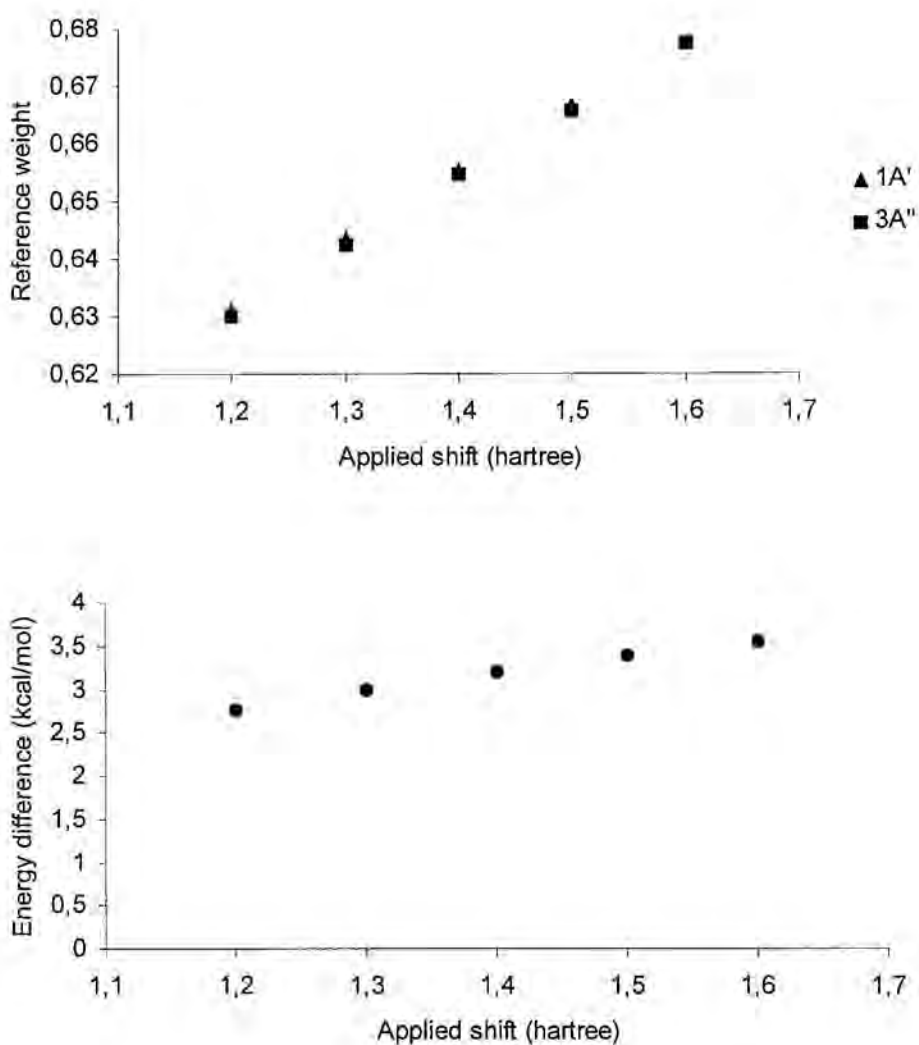 0,68
0,67
0,66
0,65
0,64
0,63
0,62
Reference weight
1,1 1,2 1,3 1,4 1,5 1,6 1,7
Applied shift (hartree)
1A'
3A"
4
3,5
3
2,5
2
1,5
1
0,5
0
Energy difference (kcal/mol)
1,1 1,2 1,3 1,4 1,5 1,6 1,7
Applied shift (hartree)